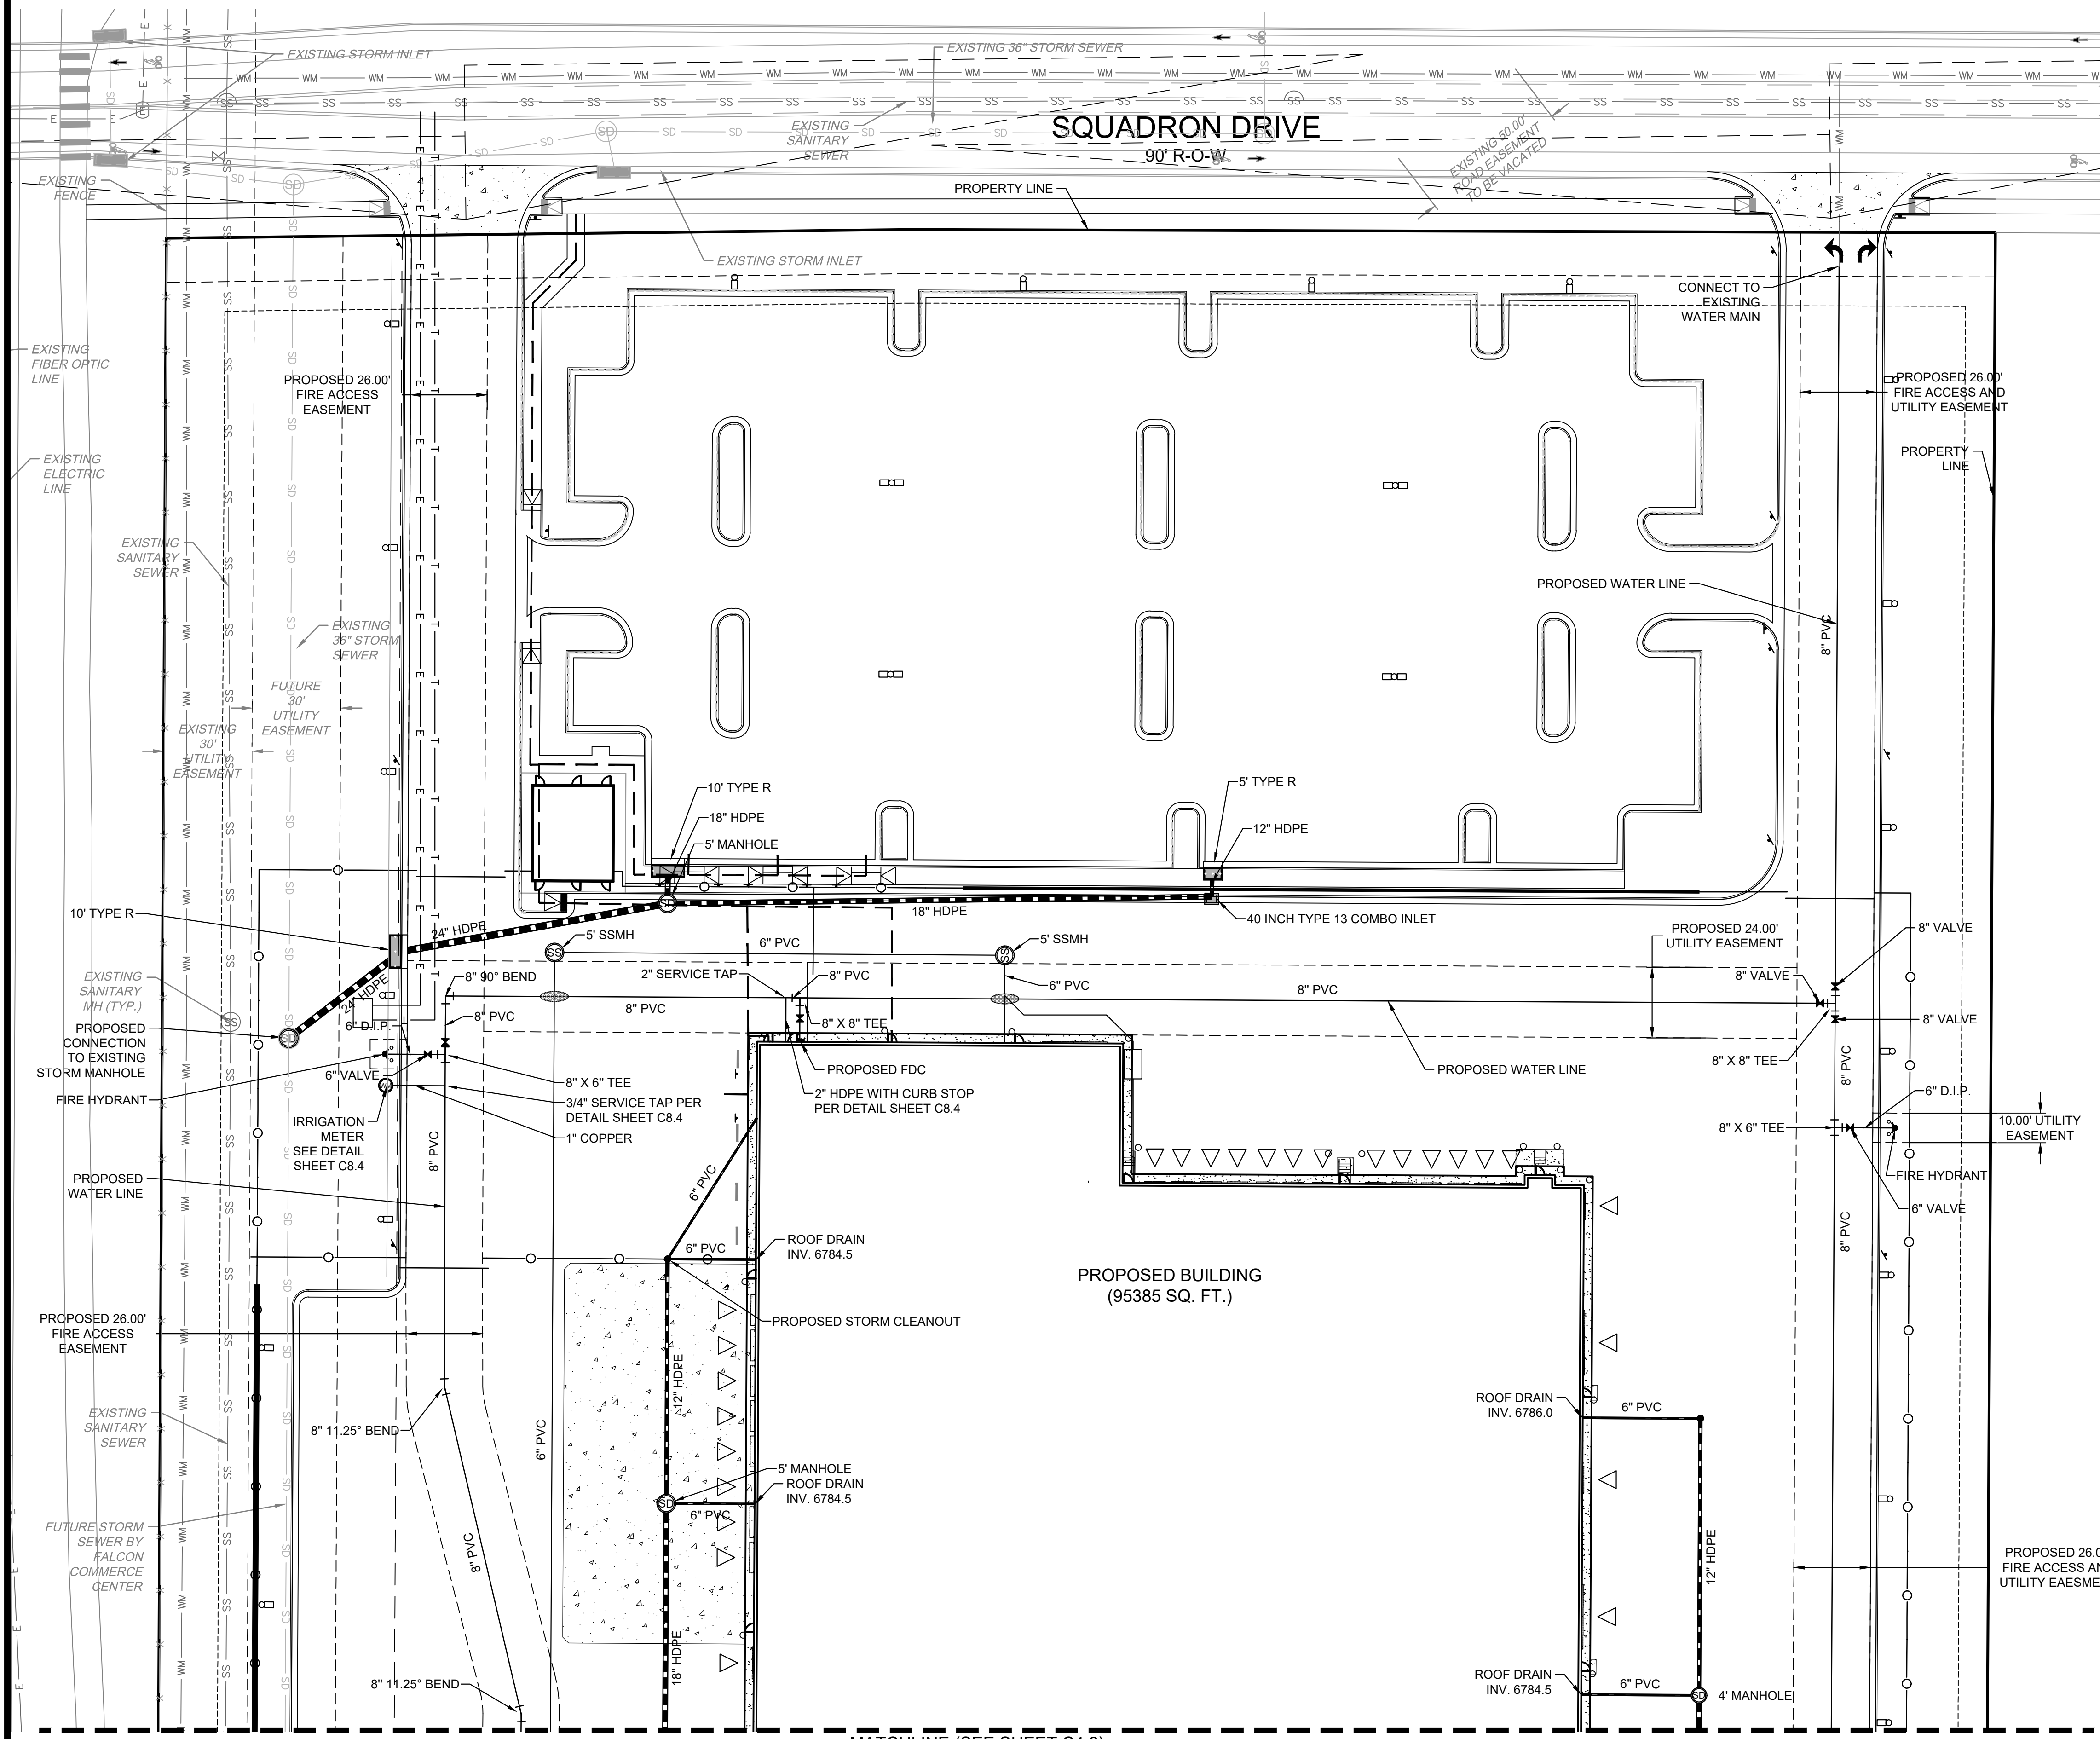 EXISTING STORM INLET
EXISTING 36" STORM SEWER
EXISTING
SANITARY
SEWER
SQUADRON DRIVE
90' R-O-W
EXISTING 60.00'
ROAD EASEMENT
TO BE VACATED
EXISTING
FENCE
PROPERTY LINE
EXISTING STORM INLET
CONNECT TO
EXISTING
WATER MAIN
EXISTING
FIBER OPTIC
LINE
PROPOSED 26.00'
FIRE ACCESS
EASEMENT
PROPOSED 26.00'
FIRE ACCESS AND
UTILITY EASEMENT
EXISTING
ELECTRIC
LINE
PROPERTY
LINE
EXISTING
SANITARY
SEWER
PROPOSED WATER LINE
8" PVC
EXISTING
36" STORM
SEWER
FUTURE
30'
UTILITY
EASEMENT
EXISTING
30'
UTILITY
EASEMENT
10' TYPE R
18" HDPE
5' MANHOLE
5' TYPE R
12" HDPE
10' TYPE R
24" HDPE
18" HDPE
40 INCH TYPE 13 COMBO INLET
5' SSMH
6" PVC
5' SSMH
PROPOSED 24.00'
UTILITY EASEMENT
8" VALVE
EXISTING
SANITARY
MH (TYP.)
24" HDPE
8" 90° BEND
2" SERVICE TAP
8" PVC
6" PVC
8" VALVE
8" PVC
8" PVC
8" PVC
8" X 8" TEE
8" VALVE
PROPOSED
CONNECTION
TO EXISTING
STORM MANHOLE
6" D.I.P.
6" VALVE
8" X 6" TEE
PROPOSED FDC
PROPOSED WATER LINE
8" X 8" TEE
8" PVC
FIRE HYDRANT
3/4" SERVICE TAP PER
DETAIL SHEET C8.4
2" HDPE WITH CURB STOP
PER DETAIL SHEET C8.4
6" D.I.P.
IRRIGATION
METER
SEE DETAIL
SHEET C8.4
1" COPPER
8" X 6" TEE
10.00' UTILITY
EASEMENT
8" PVC
6" PVC
FIRE HYDRANT
PROPOSED
WATER LINE
6" VALVE
8" PVC
6" PVC
ROOF DRAIN
INV. 6784.5
PROPOSED BUILDING
(95385 SQ. FT.)
PROPOSED 26.00'
FIRE ACCESS
EASEMENT
PROPOSED STORM CLEANOUT
12" HDPE
EXISTING
SANITARY
SEWER
8" 11.25° BEND
6" PVC
ROOF DRAIN
INV. 6786.0
6" PVC
5' MANHOLE
ROOF DRAIN
INV. 6784.5
6" PVC
FUTURE STORM
SEWER BY
FALCON
COMMERCE
CENTER
8" PVC
12" HDPE
PROPOSED 26.0
FIRE ACCESS AN
UTILITY EAESME
18" HDPE
8" 11.25° BEND
ROOF DRAIN
INV. 6784.5
6" PVC
4' MANHOLE
MATCHLINE (SEE SHEET C4.2)